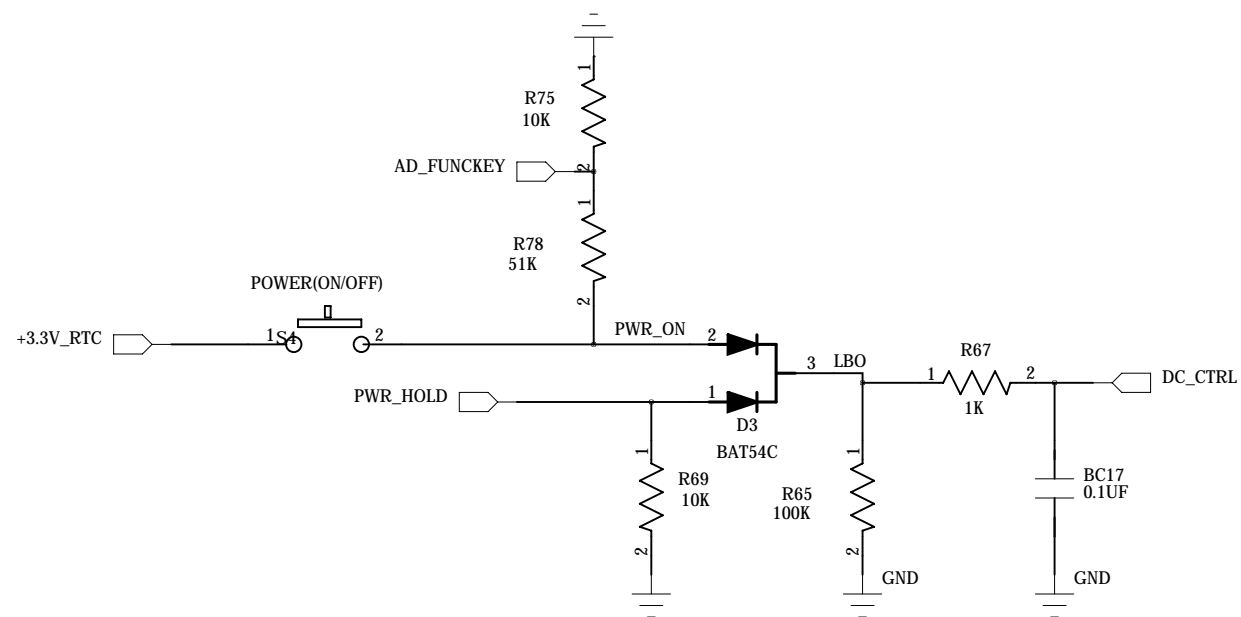 1
R75
10K
2
AD_FUNCKEY
1
R78
51K
2
POWER(ON/OFF)
+3.3V_RTC
1
S4
2
PWR_ON
2
3
LBO
R67
1
2
1K
DC_CTRL
PWR_HOLD
1
D3
BAT54C
1
R69
10K
2
1
R65
100K
2
GND
BC17
0.1UF
GND